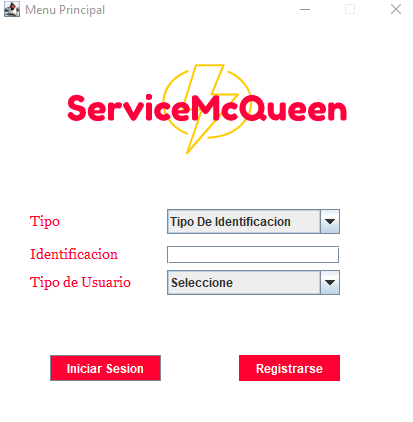 Menu Principal
ServiceMcQueen
Tipo
Tipo De Identificacion
Identificacion
Tipo de Usuario
Seleccione
Iniciar Sesion
Registrarse